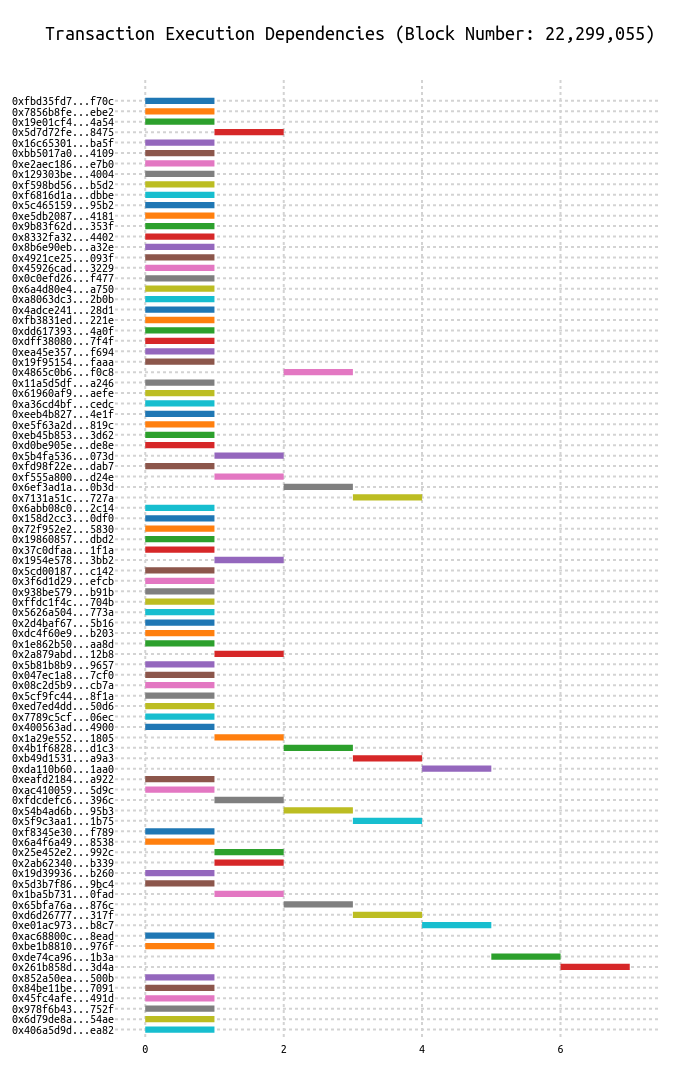 Transaction Execution Dependencies (Block Number: 22,299,055)
0xfbd35fd7...f70c
0x7856b8fe...ebe2
0x19e01cf4...4a54
0x5d7d72fe...8475
0x16c65301...ba5f
0xbb5017a0...4109
0xe2aec186...e7b0
0x129303be...4004
0xf598bd56...b5d2
0xf6816d1a...dbbe
0x5c465159...95b2
0xe5db2087...4181
0x9b83f62d...353f
0x8332fa32...4402
0x8b6e90eb...a32e
0x4921ce25...093f
0x45926cad...3229
0x0c0efd26...f477
0x6a4d80e4...a750
0xa8063dc3...2b0b
0x4adce241...28d1
0xfb3831ed...221e
0xdd617393...4a0f
0xdff38080...7f4f
0xea45e357...f694
0x19f95154...faaa
0x4865c0b6...f0c8
0x11a5d5df...a246
0x61960af9...aefe
0xa36cd4bf...cedc
0xeeb4b827...4e1f
0xe5f63a2d...819c
0xeb45b853...3d62
0xd0be905e...de8e
0x5b4fa536...073d
0xfd98f22e...dab7
0xf555a800...d24e
0x6ef3ad1a...0b3d
0x7131a51c...727a
0x6abb08c0...2c14
0x158d2cc3...0df0
0x72f952e2...5830
0x19860857...dbd2
0x37c0dfaa...1f1a
0x1954e578...3bb2
0x5cd00187...c142
0x3f6d1d29...efcb
0x938be579...b91b
0xffdc1f4c...704b
0x5626a504...773a
0x2d4baf67...5b16
0xdc4f60e9...b203
0x1e862b50...aa8d
0x2a879abd...12b8
0x5b81b8b9...9657
0x047ec1a8...7cf0
0x08c2d5b9...cb7a
0x5cf9fc44...8f1a
0xed7ed4dd...50d6
0x7789c5cf...06ec
0x400563ad...4900
0x1a29e552...1805
0x4b1f6828...d1c3
0xb49d1531...a9a3
0xda110b60...1aa0
0xeafd2184...a922
0xac410059...5d9c
0xfdcdefc6...396c
0x54b4ad6b...95b3
0x5f9c3aa1...1b75
0xf8345e30...f789
0x6a4f6a49...8538
0x25e452e2...992c
0x2ab62340...b339
0x19d39936...b260
0x5d3b7f86...9bc4
0x1ba5b731...0fad
0x65bfa76a...876c
0xd6d26777...317f
0xe01ac973...b8c7
0xac68800c...8ead
0xbe1b8810...976f
0xde74ca96...1b3a
0x261b858d...3d4a
0x852a50ea...500b
0x84be11be...7091
0x45fc4afe...491d
0x978f6b43...752f
0x6d79de8a...54ae
0x406a5d9d...ea82
0 2 4 6